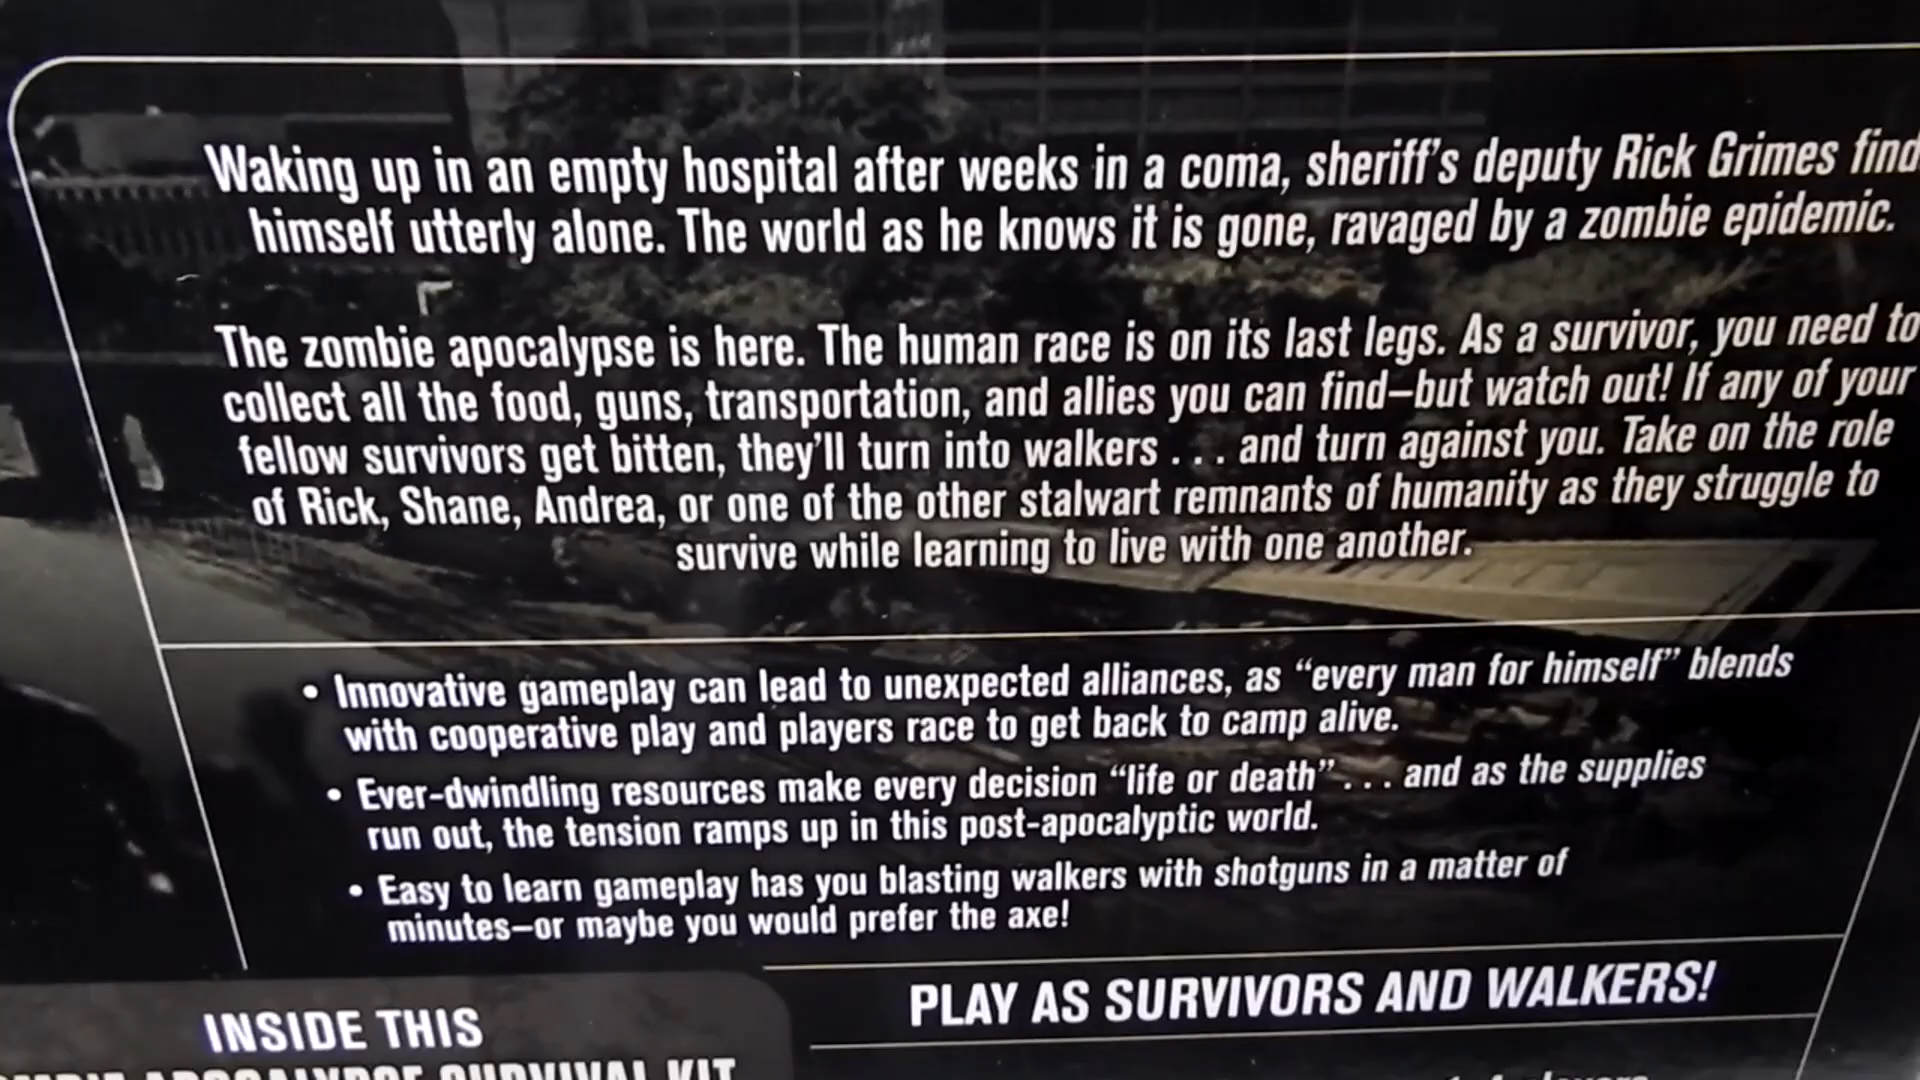 Waking up in an empty hospital after weeks in a coma, sheriff's deputy Rick Grimes find
himself utterly alone. The world as he knows it is gone, ravaged by a zombie epidemic.
The zombie apocalypse is here. The human race is on its last legs. As a survivor, you need to
collect all the food, guns, transportation, and allies you can find–but watch out! If any of your
fellow survivors get bitten, they'll turn into walkers . . . and turn against you. Take on the role
of Rick, Shane, Andrea, or one of the other stalwart remnants of humanity as they struggle to
survive while learning to live with one another.
• Innovative gameplay can lead to unexpected alliances, as “every man for himself” blends
with cooperative play and players race to get back to camp alive.
• Ever-dwindling resources make every decision “life or death”. . . and as the supplies
run out, the tension ramps up in this post-apocalyptic world.
• Easy to learn gameplay has you blasting walkers with shotguns in a matter of
minutes–or maybe you would prefer the axe!
PLAY AS SURVIVORS AND WALKERS!
INSIDE THIS
APOCALYPSE SURVIVAL KIT
players